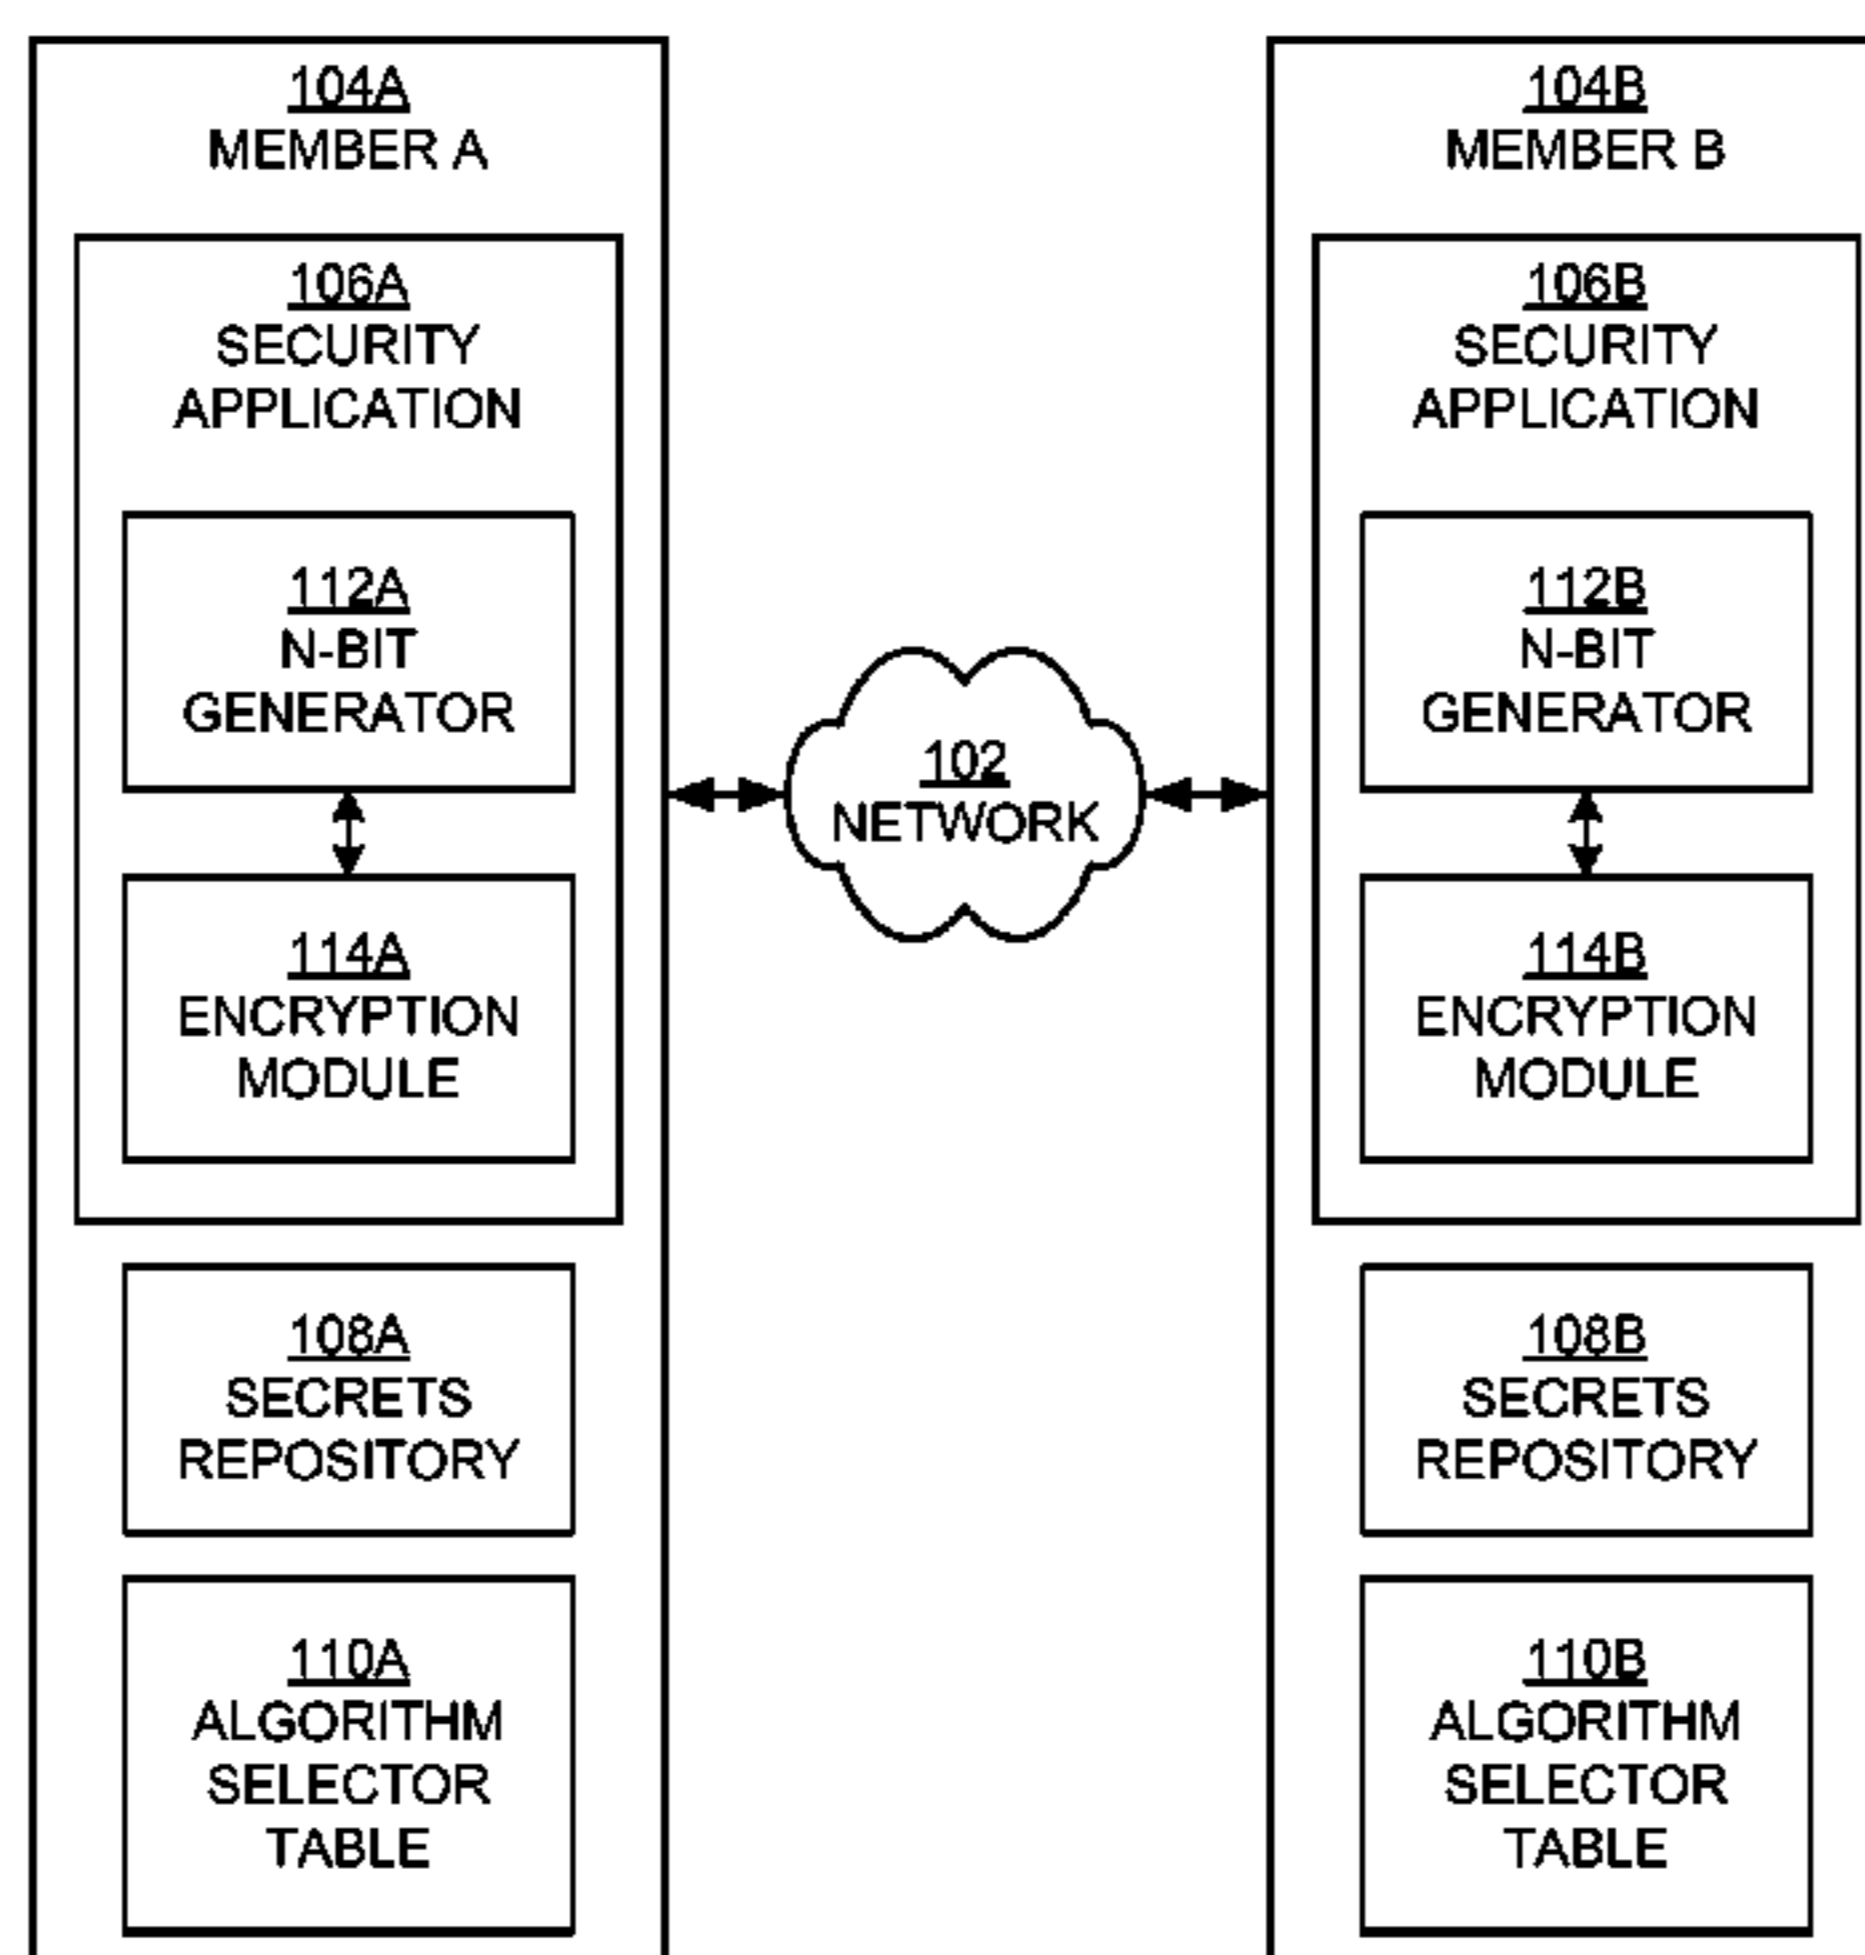 104A
MEMBER A
106A
SECURITY
APPLICATION
112A
N-BIT
GENERATOR
114A
ENCRYPTION
MODULE
108A
SECRETS
REPOSITORY
110A
ALGORITHM
SELECTOR
TABLE
102
NETWORK
104B
MEMBER B
106B
SECURITY
APPLICATION
112B
N-BIT
GENERATOR
114B
ENCRYPTION
MODULE
108B
SECRETS
REPOSITORY
110B
ALGORITHM
SELECTOR
TABLE